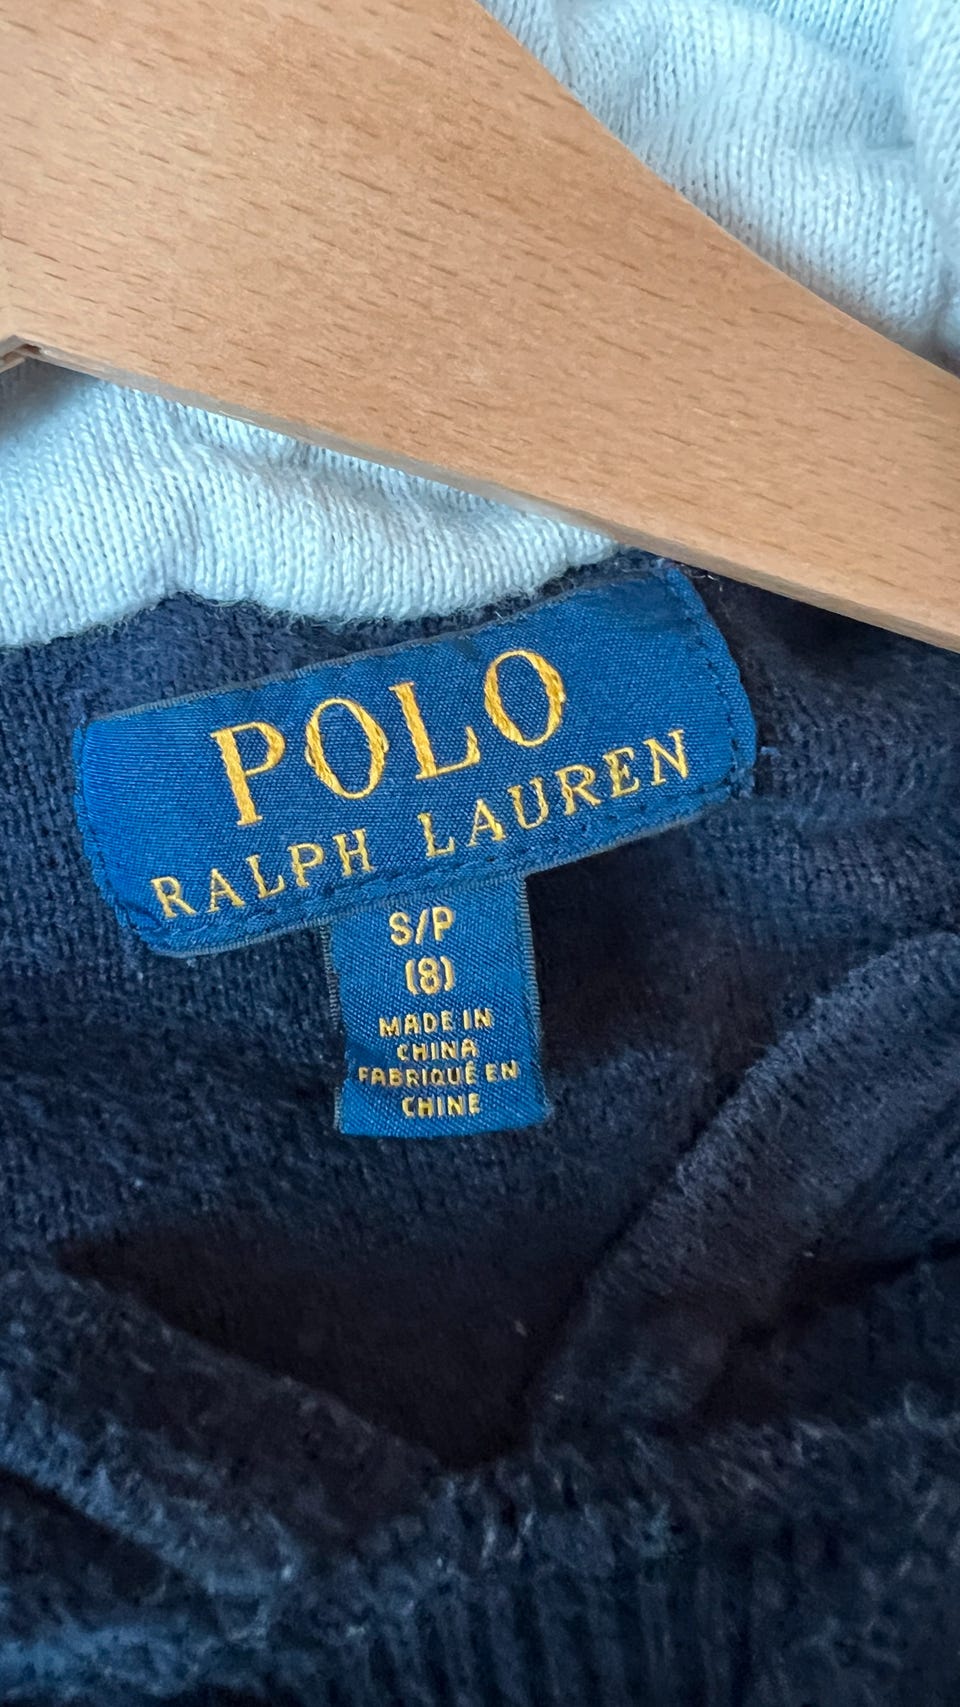 POLO
RALPH LAUREN
S/P
(8)
MADE IN
CHINA
FABRIQUÉ EN
CHINE